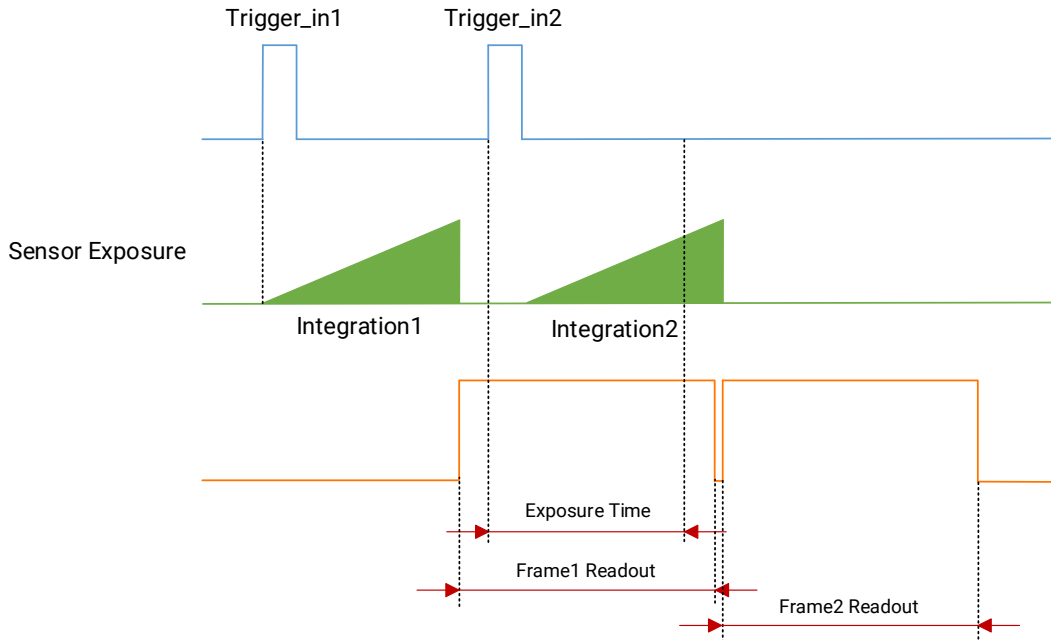 Trigger_in1
Trigger_in2
Sensor Exposure
Integration1
Integration2
Exposure Time
Frame1 Readout
Frame2 Readout